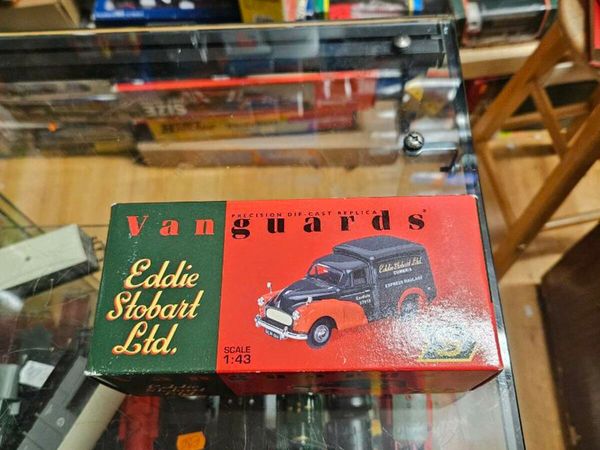 Vanguards
PRECISION DIE-CAST REPLICA
Eddie
Stobart
Ltd.
SCALE
1:43
Eddie Stobart Ltd
CUMBRIA
EXPRESS HAULAGE